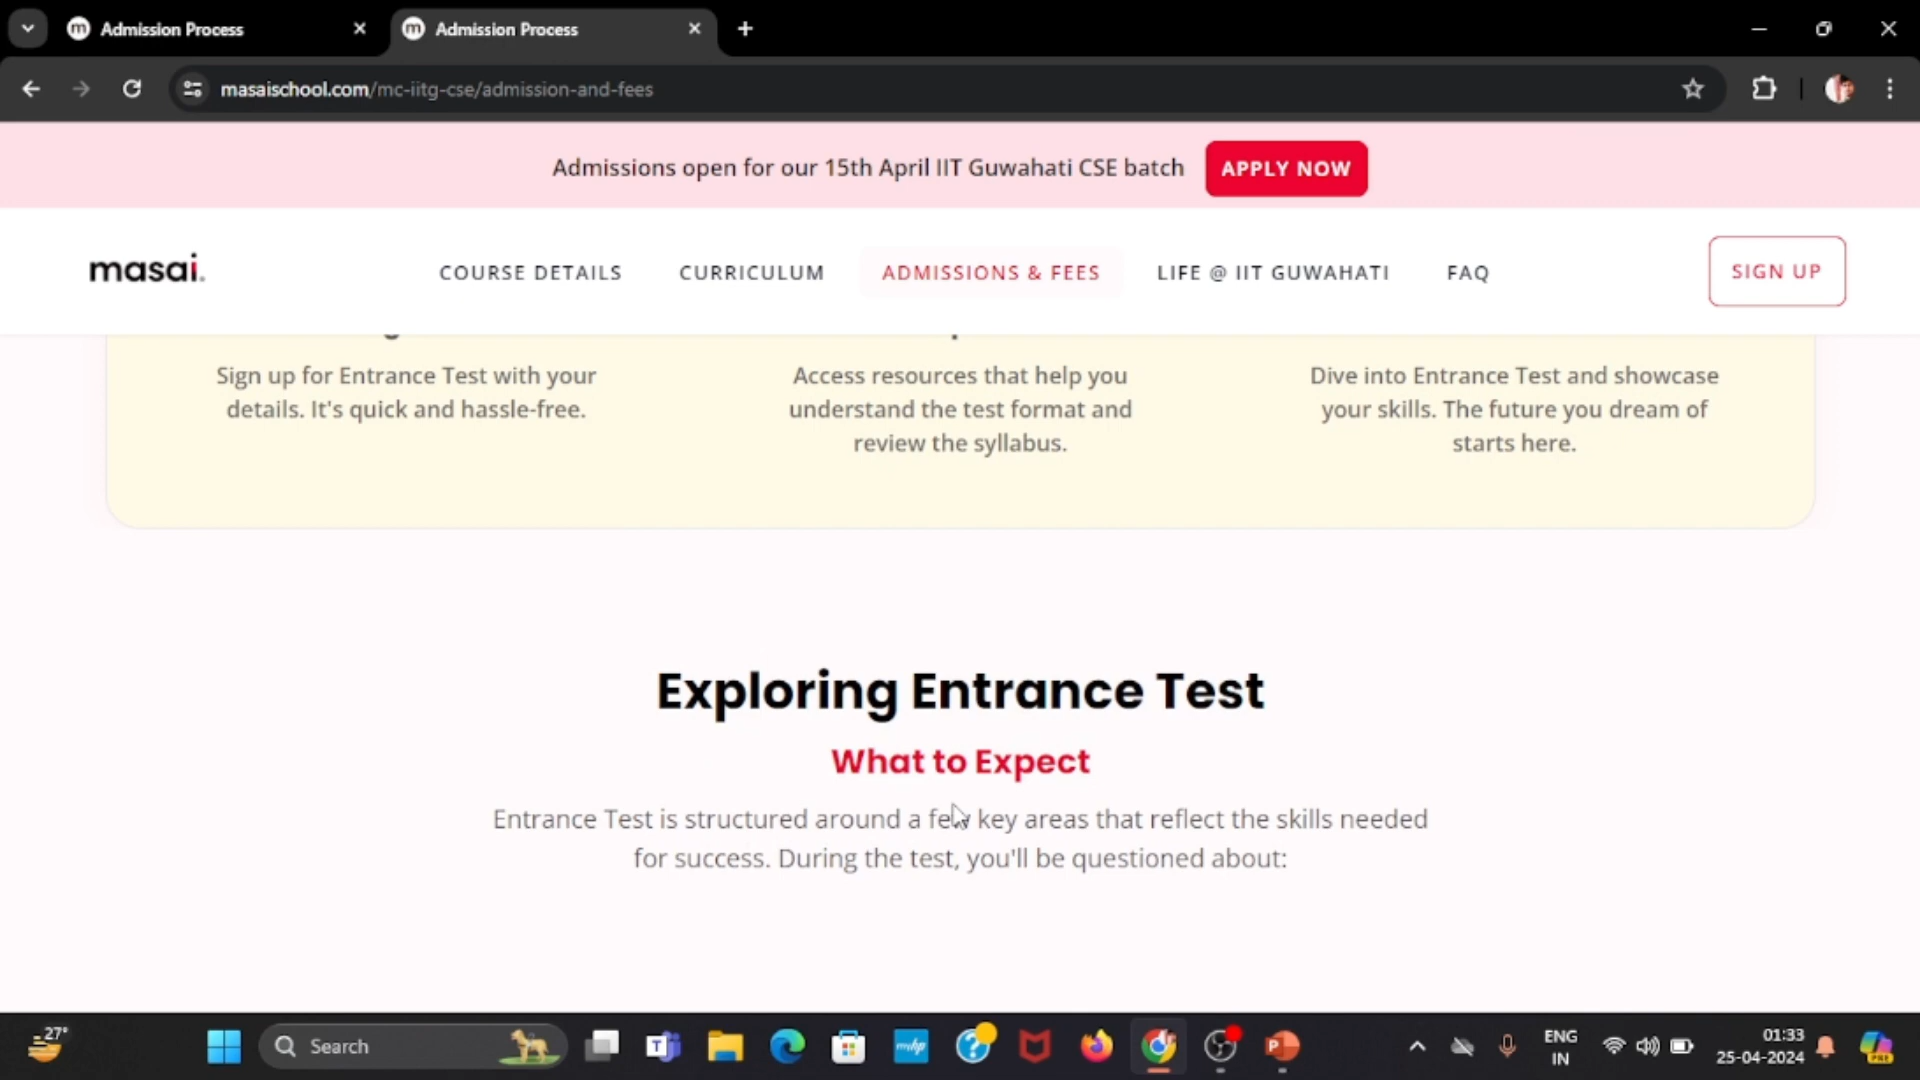 Admission Process
Admission Process
masaischool.com/mc-iitg-cse/admission-and-fees
Admissions open for our 15th April IIT Guwahati CSE batch
APPLY NOW
masai.
COURSE DETAILS
CURRICULUM
ADMISSIONS & FEES
LIFE @ IIT GUWAHATI
FAQ
SIGN UP
Sign up for Entrance Test with your
details. It's quick and hassle-free.
Access resources that help you
understand the test format and
review the syllabus.
Dive into Entrance Test and showcase
your skills. The future you dream of
starts here.
Exploring Entrance Test
What to Expect
Entrance Test is structured around a few key areas that reflect the skills needed
for success. During the test, you'll be questioned about:
27°
Search
ENG
IN
01:33
25-04-2024